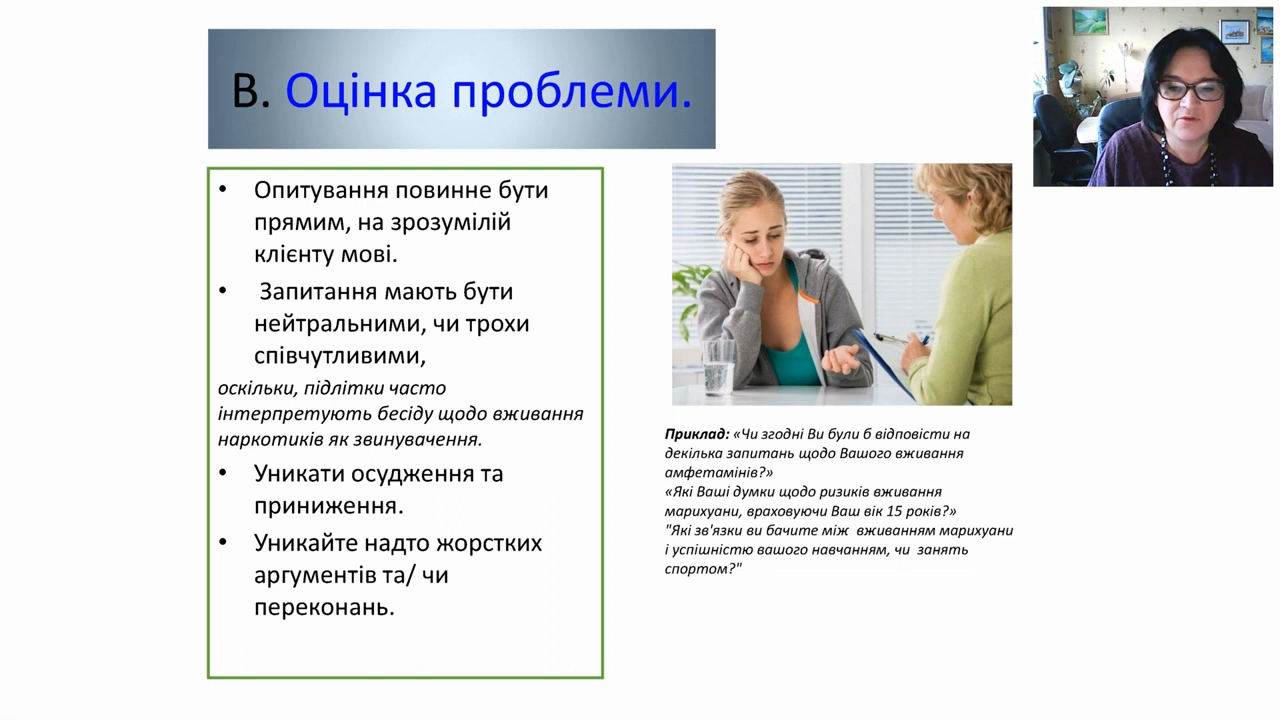 В. Оцінка проблеми.
• Опитування повинне бути
прямим, на зрозумілій
клієнту мові.
• Запитання мають бути
нейтральними, чи трохи
співчутливими,
оскільки, підлітки часто
інтерпретують бесіду щодо вживання
наркотиків як звинувачення.
• Уникати осудження та
приниження.
• Уникайте надто жорстких
аргументів та/ чи
переконань.
Приклад: «Чи згодні Ви були б відповісти на
декілька запитань щодо Вашого вживання
амфетамінів?»
«Які Ваші думки щодо ризиків вживання
марихуани, враховуючи Ваш вік 15 років?»
"Які зв'язки ви бачите між вживанням марихуани
і успішністю вашого навчанням, чи занять
спортом?"